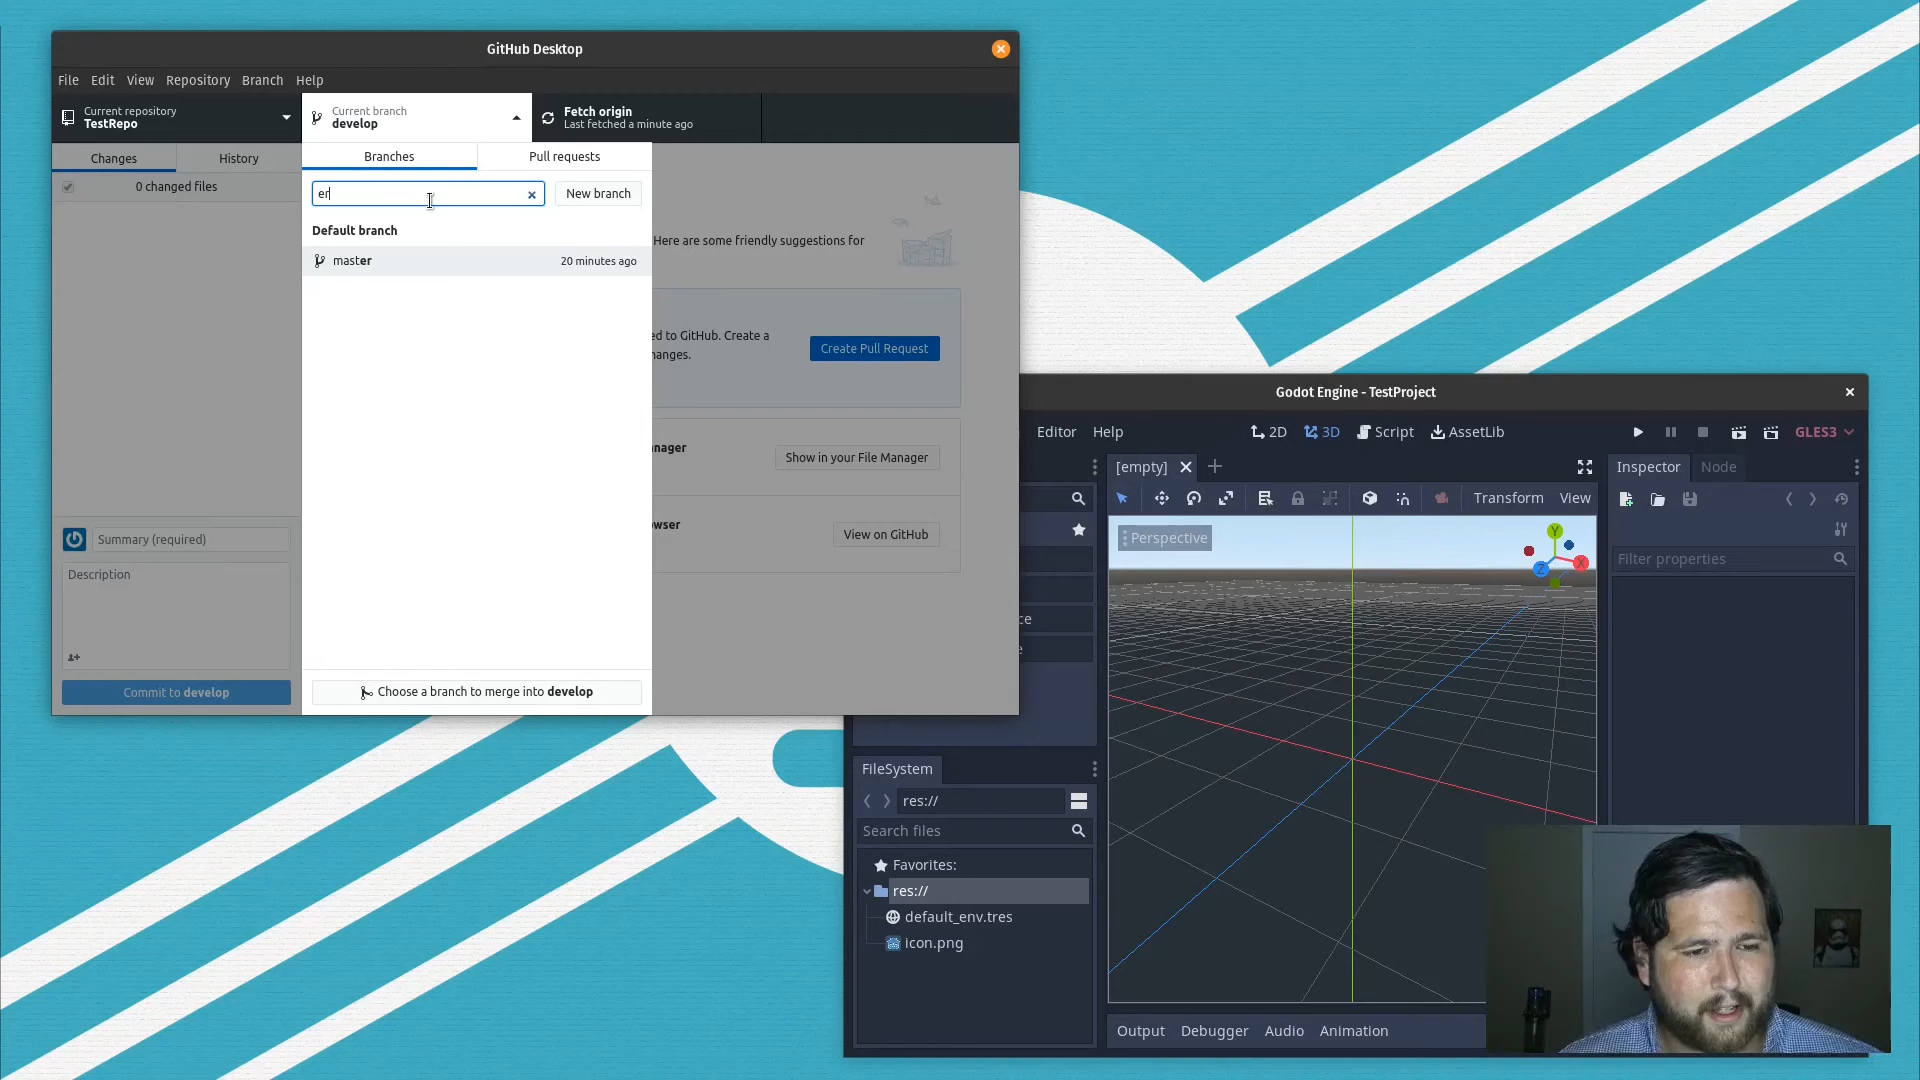 GitHub Desktop
File Edit View Repository Branch Help
Current repository
TestRepo
Current branch
develop
Fetch origin
Last fetched a minute ago
Changes History
0 changed files
Branches Pull requests
er
New branch
Default branch
master 20 minutes ago
Choose a branch to merge into develop
Here are some friendly suggestions for
ed to GitHub. Create a
hanges.
Create Pull Request
nager
Show in your File Manager
wser
View on GitHub
Summary (required)
Description
Commit to develop
Godot Engine - TestProject
Editor Help
2D 3D Script AssetLib
GLES3
[empty]
Transform View
Perspective
Y
X
Z
Inspector Node
Filter properties
ce
e
FileSystem
res://
Search files
Favorites:
res://
default_env.tres
icon.png
Output Debugger Audio Animation